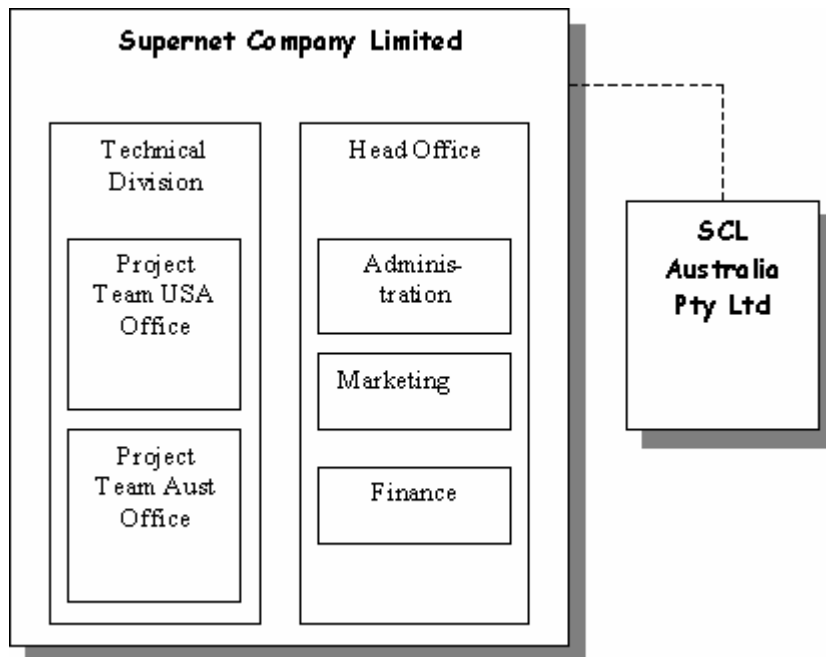 Supernet Company Limited
Technical
Division
Project
Team USA
Office
Project
Team Aust
Office
Head Office
Adminis-
tration
Marketing
Finance
SCL
Australia
Pty Ltd